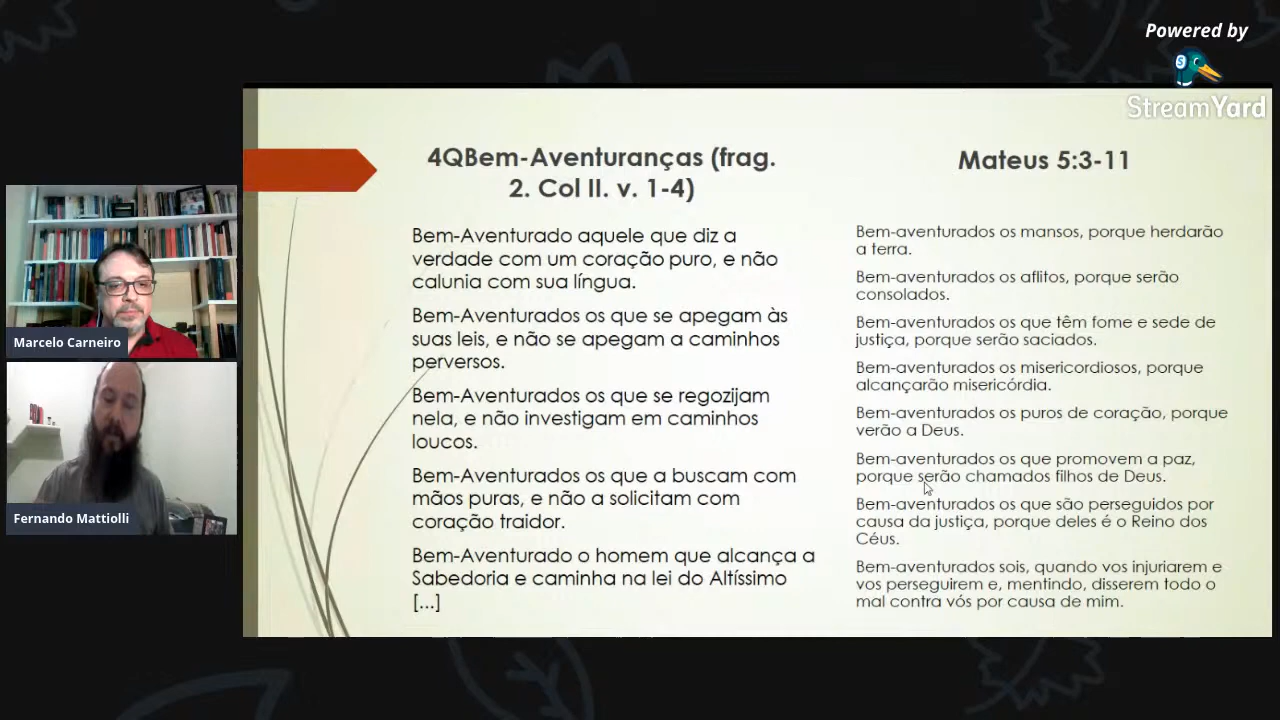 Powered by
StreamYard
4QBem-Aventuranças (frag.
2. Col II. v. 1-4)
Bem-Aventurado aquele que diz a
verdade com um coração puro, e não
calunia com sua língua.
Bem-Aventurados os que se apegam às
suas leis, e não se apegam a caminhos
perversos.
Bem-Aventurados os que se regozijam
nela, e não investigam em caminhos
loucos.
Bem-Aventurados os que a buscam com
mãos puras, e não a solicitam com
coração traidor.
Bem-Aventurado o homem que alcança a
Sabedoria e caminha na lei do Altíssimo
[...]
Mateus 5:3-11
Bem-aventurados os mansos, porque herdarão
a terra.
Bem-aventurados os aflitos, porque serão
consolados.
Bem-aventurados os que têm fome e sede de
justiça, porque serão saciados.
Bem-aventurados os misericordiosos, porque
alcançarão misericórdia.
Bem-aventurados os puros de coração, porque
verão a Deus.
Bem-aventurados os que promovem a paz,
porque serão chamados filhos de Deus.
Bem-aventurados os que são perseguidos por
causa da justiça, porque deles é o Reino dos
Céus.
Bem-aventurados sois, quando vos injuriarem e
vos perseguirem e, mentindo, disserem todo o
mal contra vós por causa de mim.
Marcelo Carneiro
Fernando Mattiolli